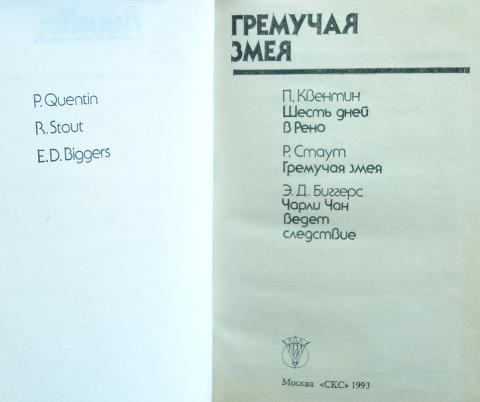 P. Quentin
R. Stout
E.D. Biggers
ГРЕМУЧАЯ
ЗМЕЯ
П. Квентин
Шесть дней
в Рено
Р. Стаут
Гремучая змея
Э. Д. Биггерс
Чарли Чан
ведет
следствие
Москва «СКС» 1993